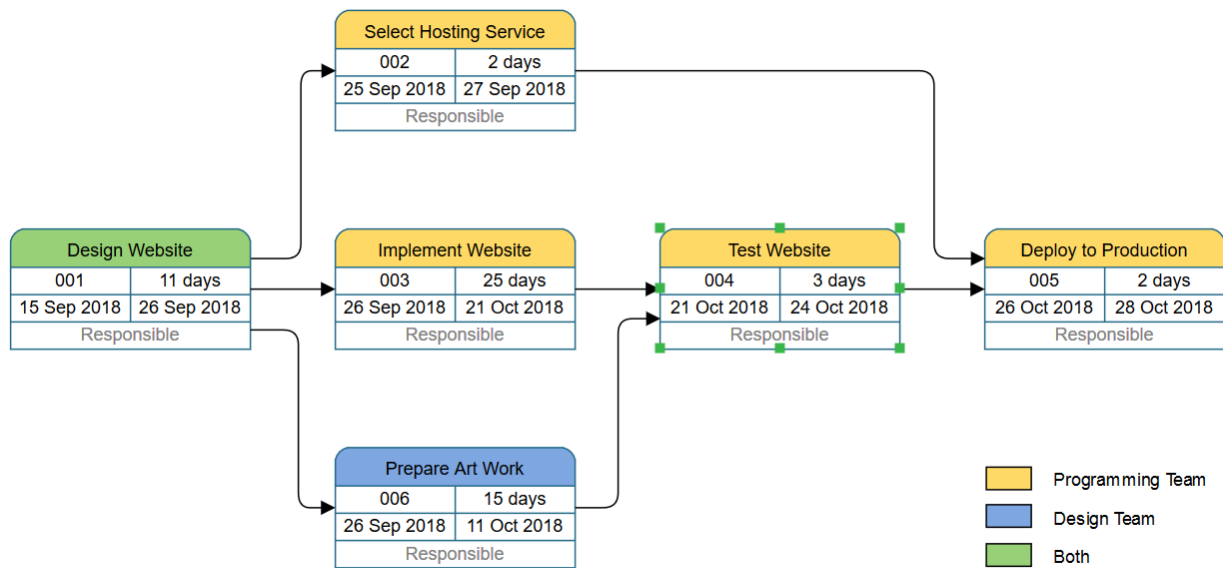 Select Hosting Service
002 2 days
25 Sep 2018 27 Sep 2018
Responsible
Design Website
001 11 days
15 Sep 2018 26 Sep 2018
Responsible
Implement Website
003 25 days
26 Sep 2018 21 Oct 2018
Responsible
Test Website
004 3 days
21 Oct 2018 24 Oct 2018
Responsible
Deploy to Production
005 2 days
26 Oct 2018 28 Oct 2018
Responsible
Prepare Art Work
006 15 days
26 Sep 2018 11 Oct 2018
Responsible
Programming Team
Design Team
Both